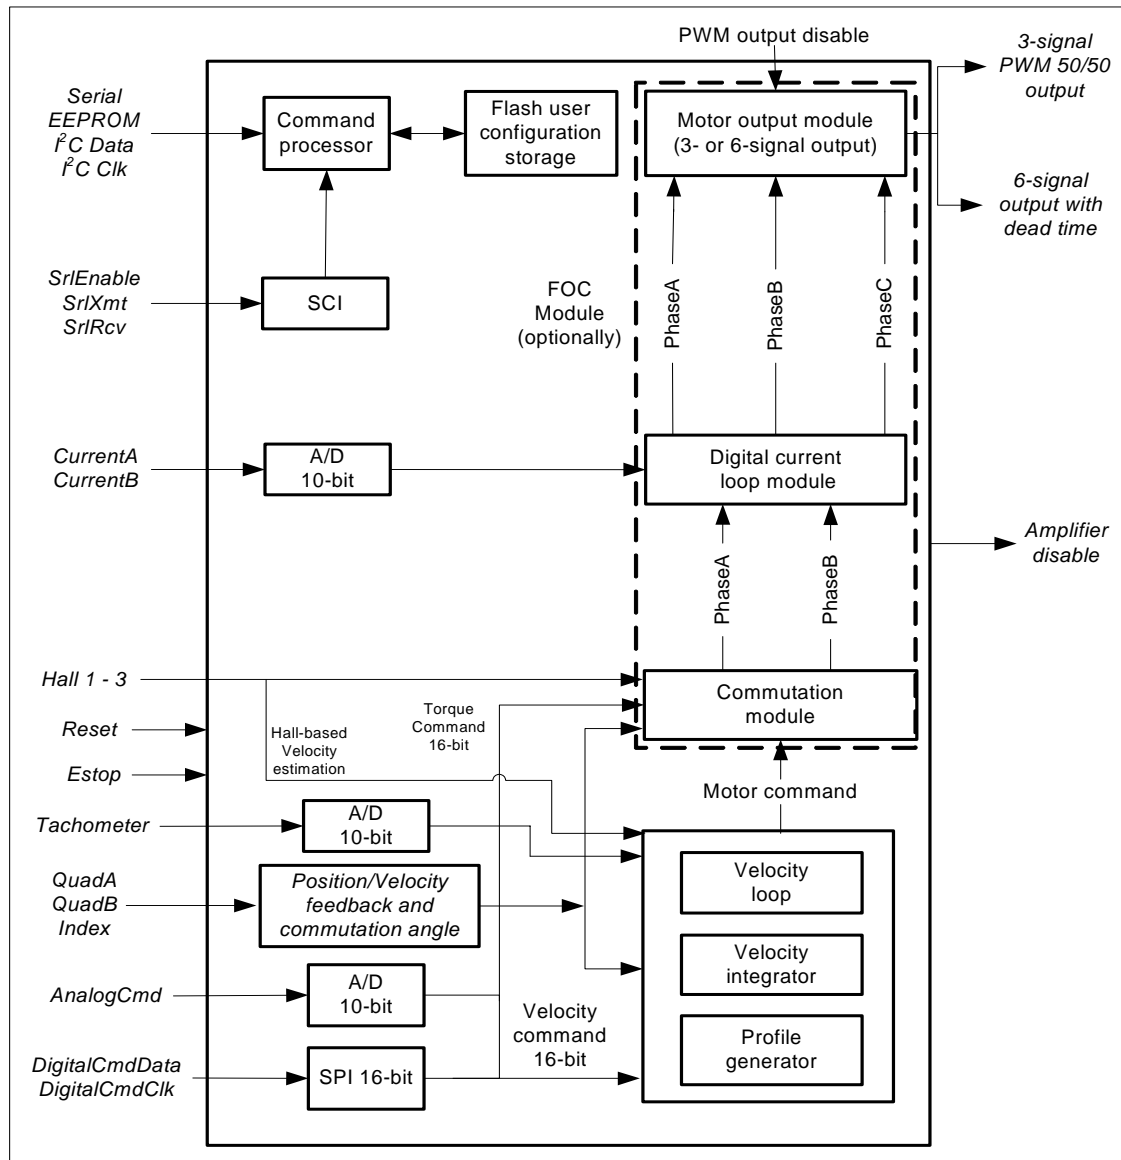 PWM output disable
3-signal
PWM 50/50
output
Serial
EEPROM
I²C Data
I²C Clk
Command
processor
Flash user
configuration
storage
Motor output module
(3- or 6-signal output)
6-signal
output with
dead time
SrlEnable
SrlXmt
SrlRcv
SCI
FOC
Module
(optionally)
PhaseA
PhaseB
PhaseC
CurrentA
CurrentB
A/D
10-bit
Digital current
loop module
Amplifier
disable
PhaseA
PhaseB
Hall 1 - 3
Commutation
module
Reset
Hall-based
Velocity
estimation
Torque
Command
16-bit
Estop
Motor command
Tachometer
A/D
10-bit
Velocity
loop
QuadA
QuadB
Index
Position/Velocity
feedback and
commutation angle
Velocity
integrator
AnalogCmd
A/D
10-bit
Velocity
command
16-bit
Profile
generator
DigitalCmdData
DigitalCmdClk
SPI 16-bit